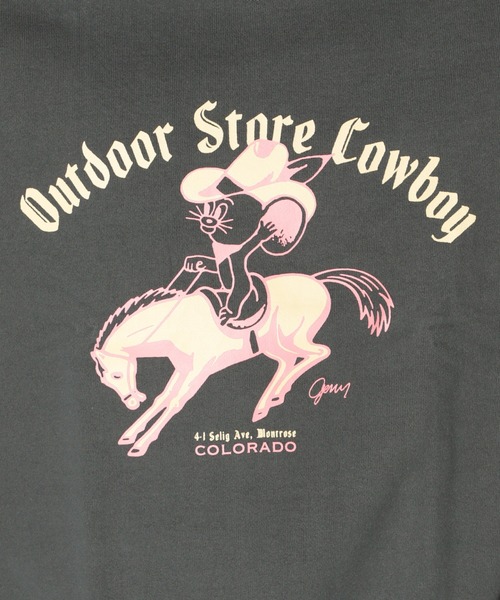 Outdoor Store Cowboy
Jerry
4-1 Selig Ave, Montrose
COLORADO